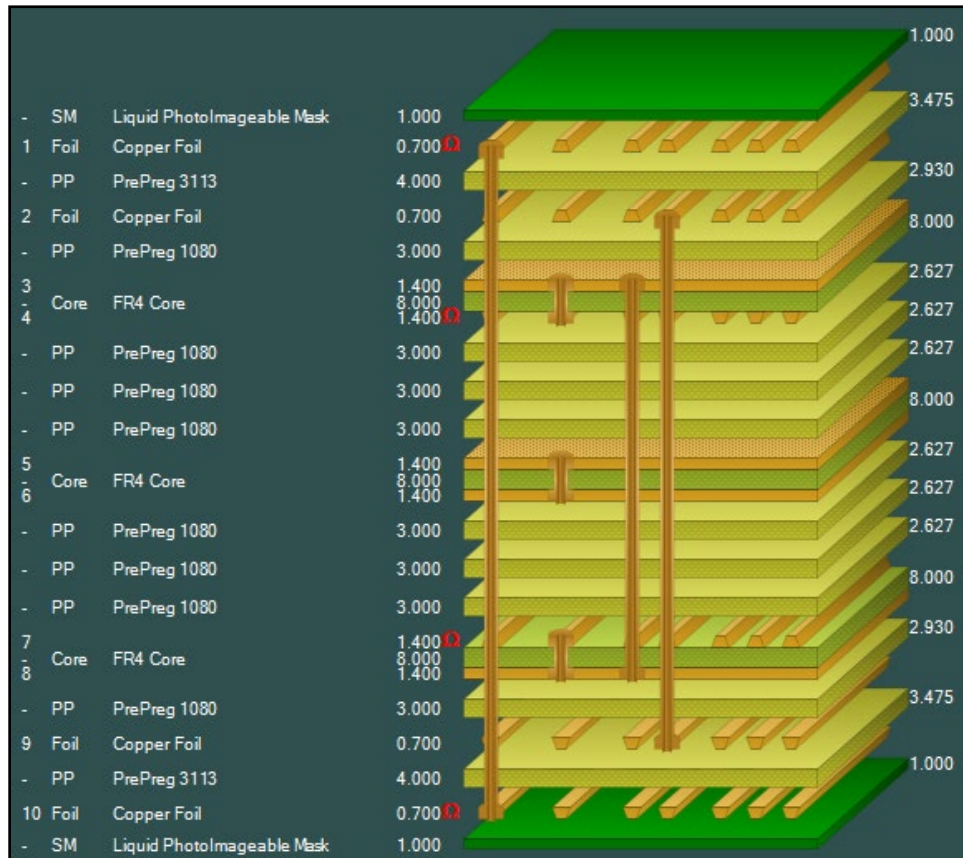 1.000
- SM Liquid PhotoImageable Mask 1.000
3.475
1 Foil Copper Foil 0.700 Ω
- PP PrePreg 3113 4.000
2.930
2 Foil Copper Foil 0.700
8.000
- PP PrePreg 1080 3.000
2.627
3 1.400
- Core FR4 Core 8.000
2.627
4 1.400 Ω
2.627
- PP PrePreg 1080 3.000
- PP PrePreg 1080 3.000
8.000
- PP PrePreg 1080 3.000
2.627
5 1.400
- Core FR4 Core 8.000
2.627
6 1.400
2.627
- PP PrePreg 1080 3.000
- PP PrePreg 1080 3.000
8.000
- PP PrePreg 1080 3.000
2.930
7 1.400 Ω
- Core FR4 Core 8.000
8 1.400
3.475
- PP PrePreg 1080 3.000
9 Foil Copper Foil 0.700
1.000
- PP PrePreg 3113 4.000
10 Foil Copper Foil 0.700 Ω
- SM Liquid PhotoImageable Mask 1.000